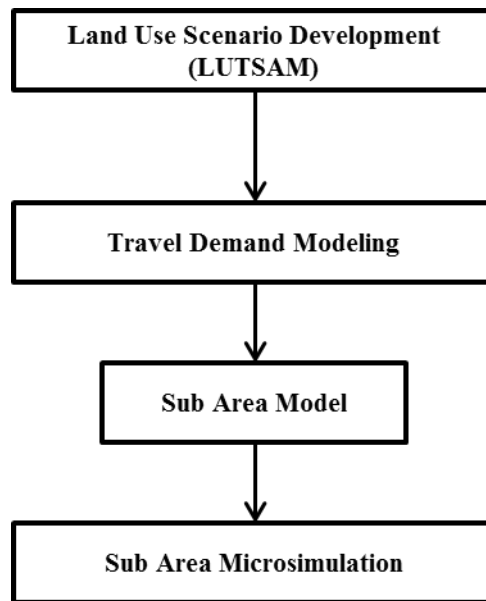 Land Use Scenario Development
(LUTSAM)
Travel Demand Modeling
Sub Area Model
Sub Area Microsimulation